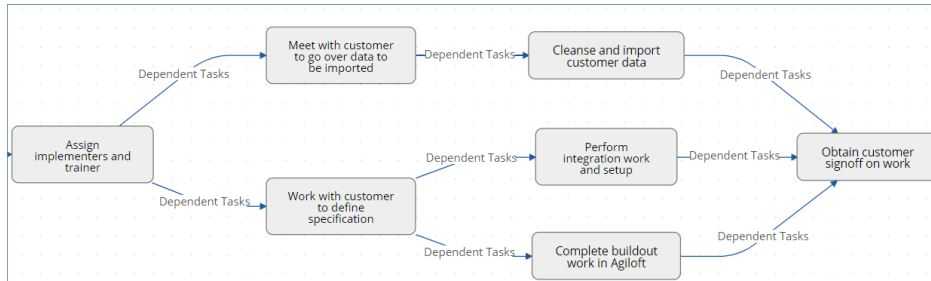 Meet with customer
to go over data to
be imported
Dependent Tasks
Cleanse and import
customer data
Dependent Tasks
Dependent Tasks
Assign
implementers and
trainer
Perform
integration work
and setup
Dependent Tasks
Dependent Tasks
Obtain customer
signoff on work
Dependent Tasks
Work with customer
to define
specification
Dependent Tasks
Dependent Tasks
Complete buildout
work in Agiloft